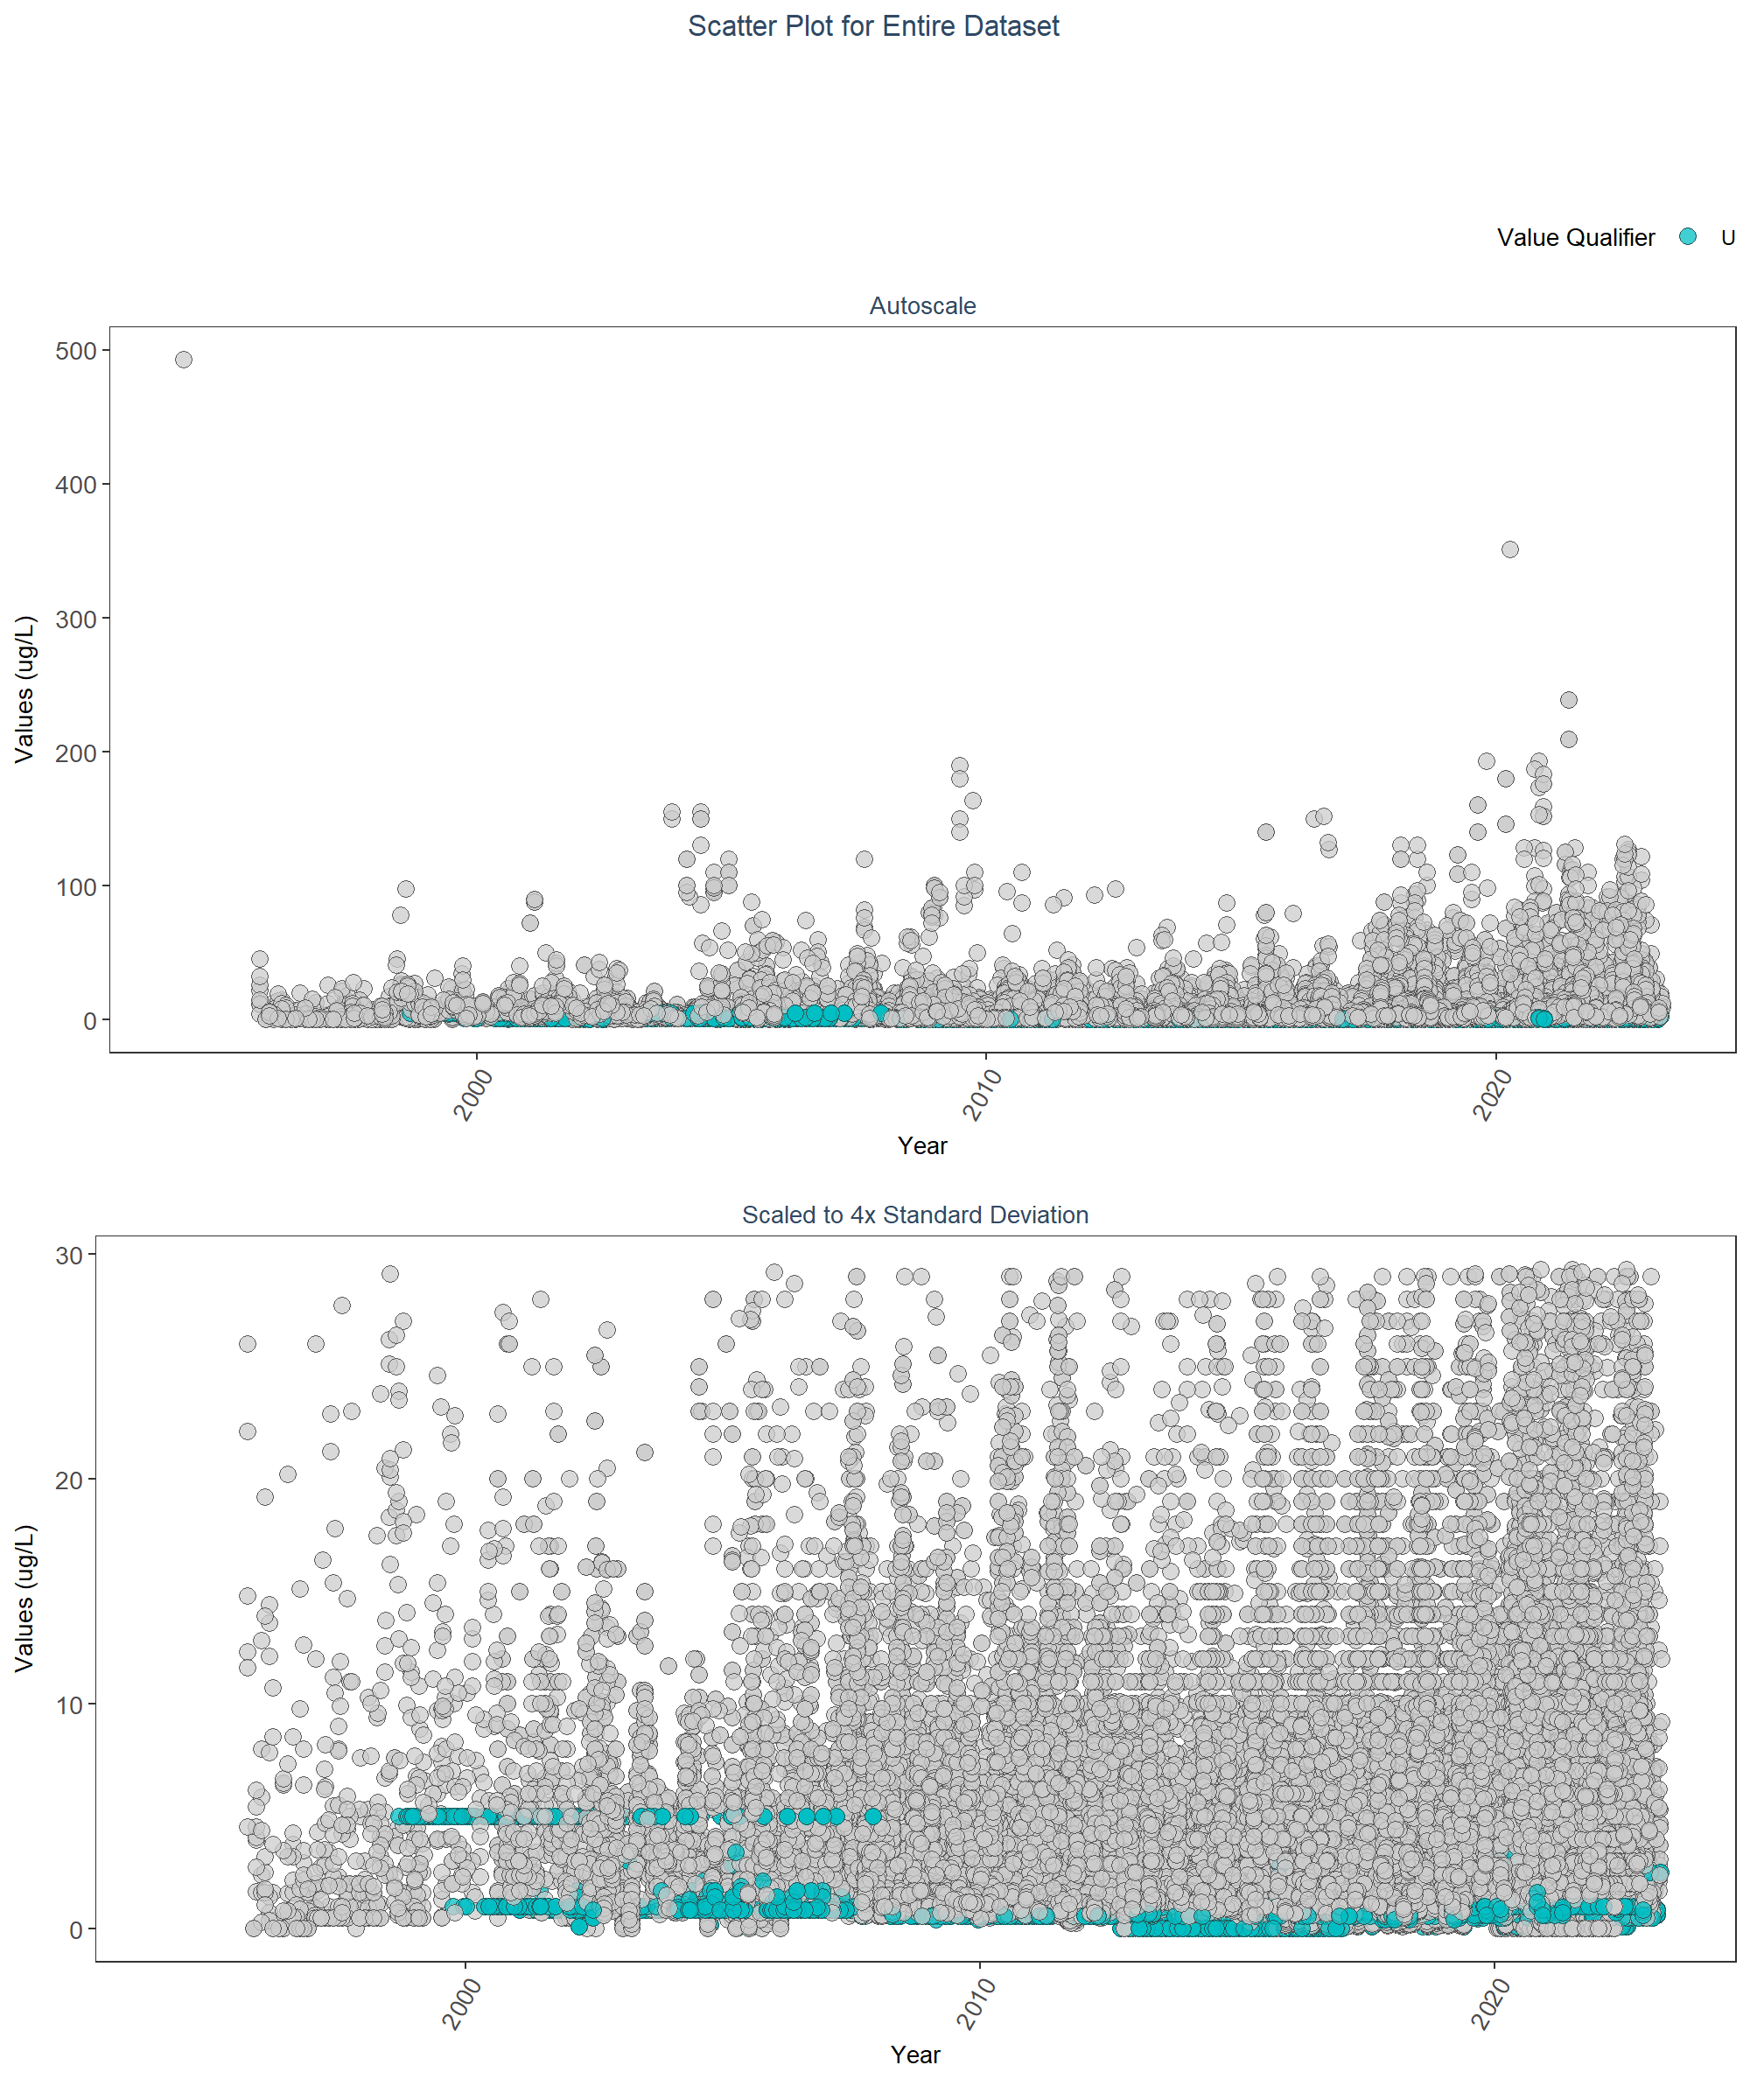 Scatter Plot for Entire Dataset
Value Qualifier U
Autoscale
500
400
300
200
100
0
Values (ug/L)
2000 2010 2020
Year
Scaled to 4x Standard Deviation
30
20
10
0
Values (ug/L)
2000 2010 2020
Year